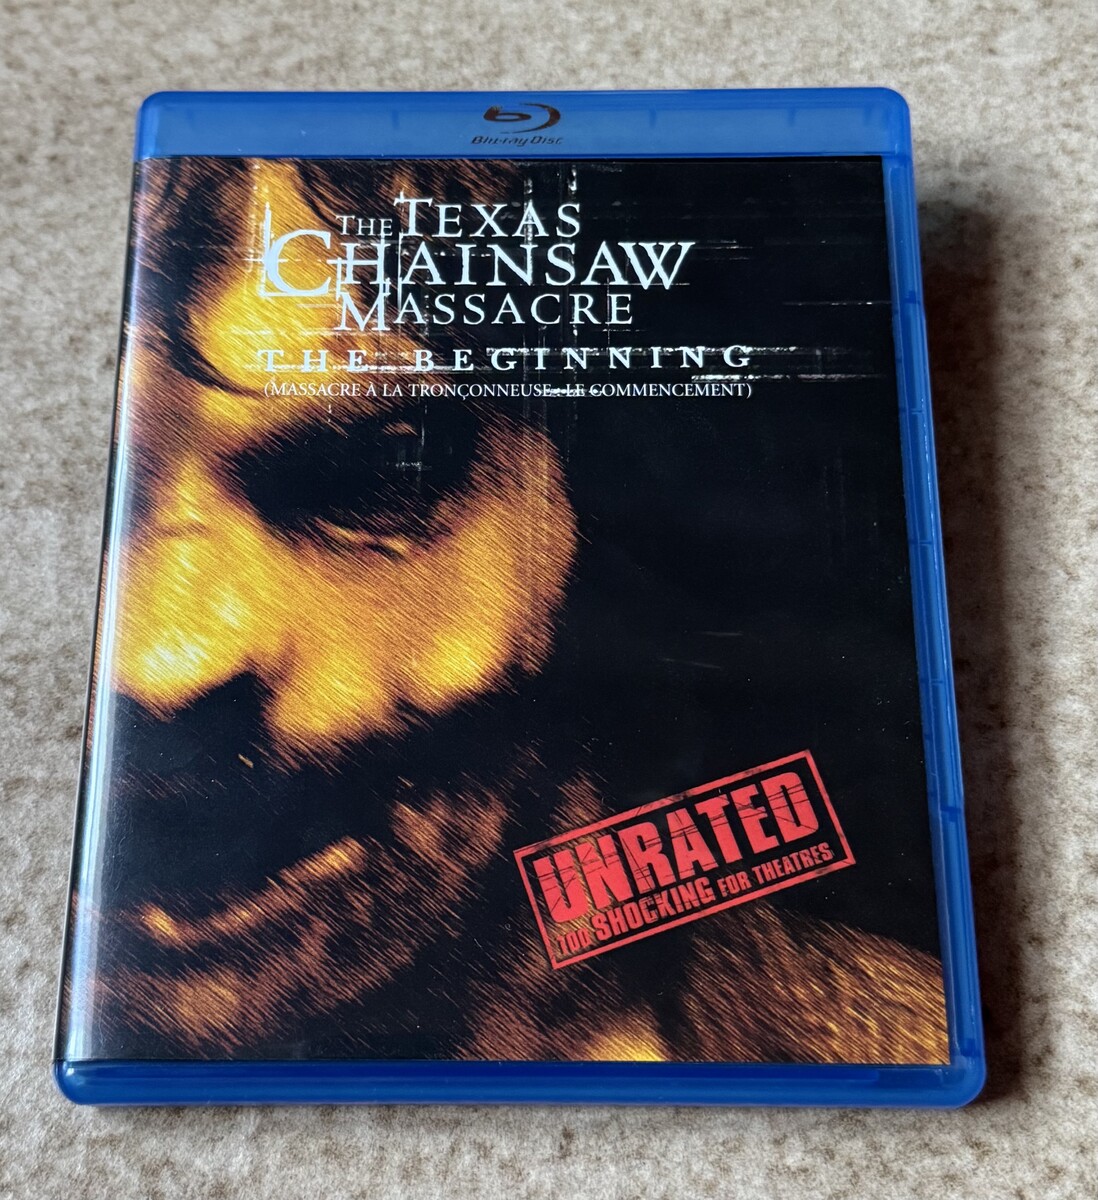 Blu-ray Disc
THE TEXAS
CHAINSAW
MASSACRE
THE BEGINNING
(MASSACRE À LA TRONÇONNEUSE: LE COMMENCEMENT)
UNRATED
TOO SHOCKING FOR THEATRES